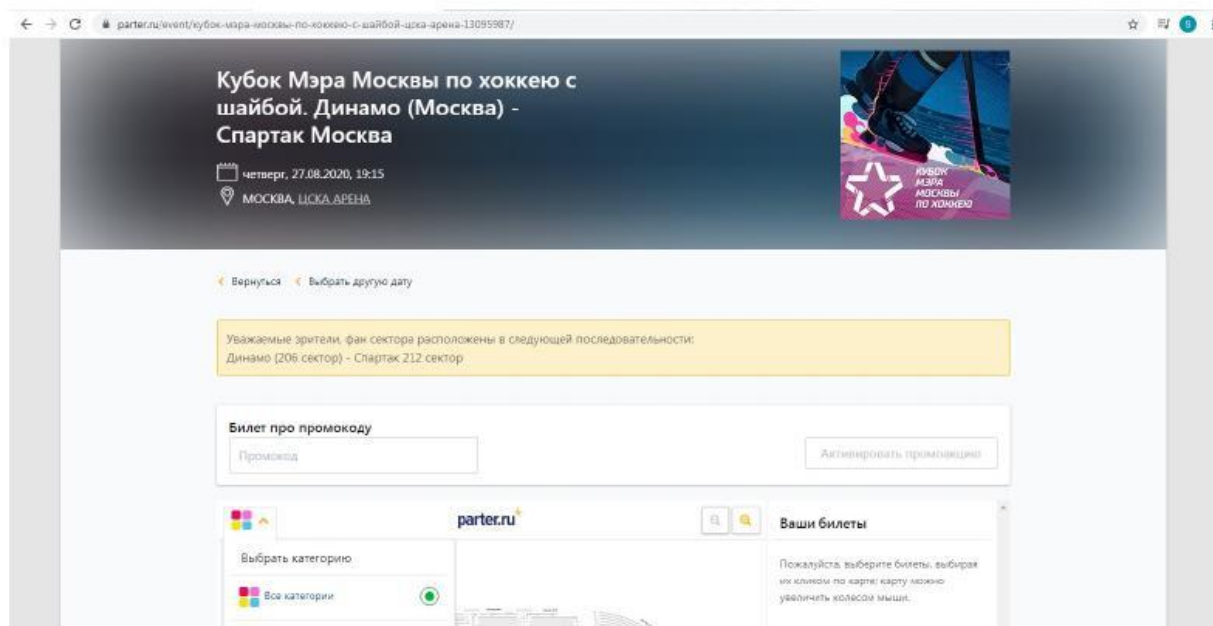 parter.ru/event/кубок-мэра-москвы-по-хоккею-с-шайбой-цска-арена-13095987/
Кубок Мэра Москвы по хоккею с
шайбой. Динамо (Москва) -
Спартак Москва
четверг, 27.08.2020, 19:15
МОСКВА, ЦСКА АРЕНА
КУБОК
МЭРА
МОСКВЫ
ПО ХОККЕЮ
Вернуться Выбрать другую дату
Уважаемые зрители, фан сектора расположены в следующей последовательности:
Динамо (206 сектор) - Спартак 212 сектор
Билет про промокоду
Промокод
Активировать промоакцию
parter.ru
Ваши билеты
Выбрать категорию
Пожалуйста, выберите билеты, выбирая
их кликом по карте; карту можно
увеличить колесом мыши.
Все категории